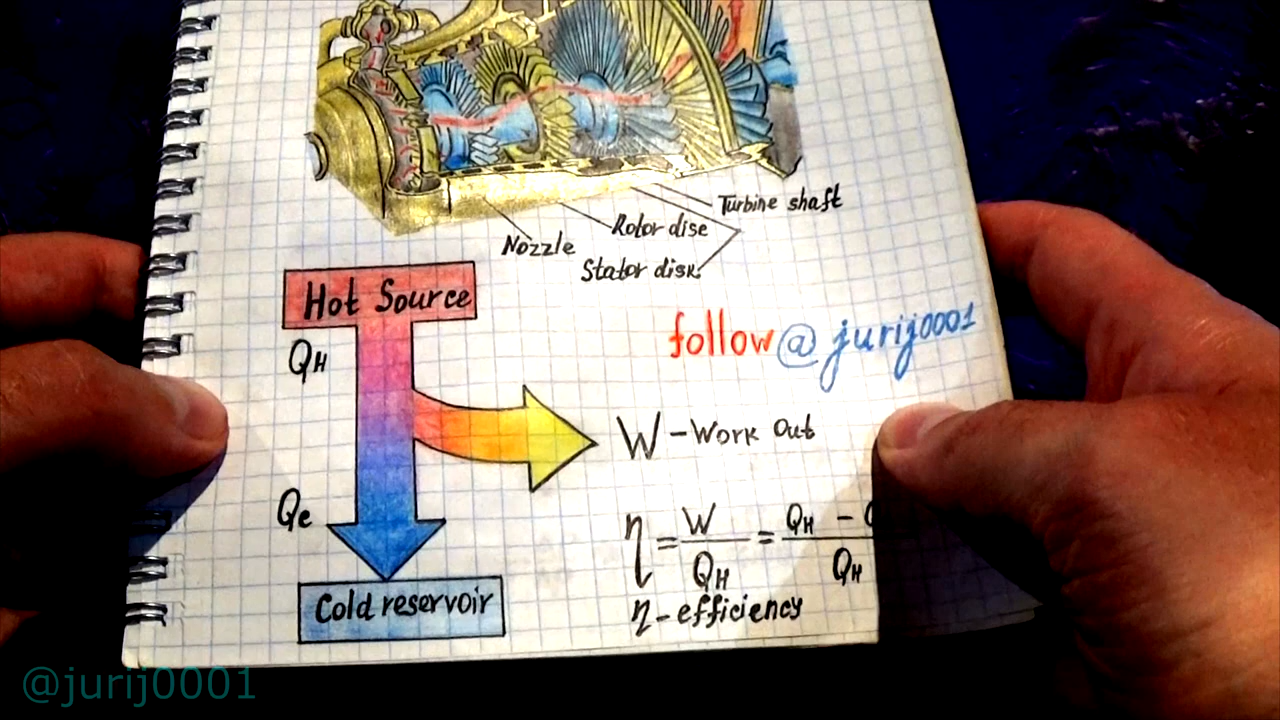 Turbine shaft
Rotor disc
Nozzle
Stator disk
Hot Source
QH
follow @jurij0001
W - Work Out
Qc
η = W / QH = QH - / QH
Cold reservoir
η - efficiency
@jurij0001